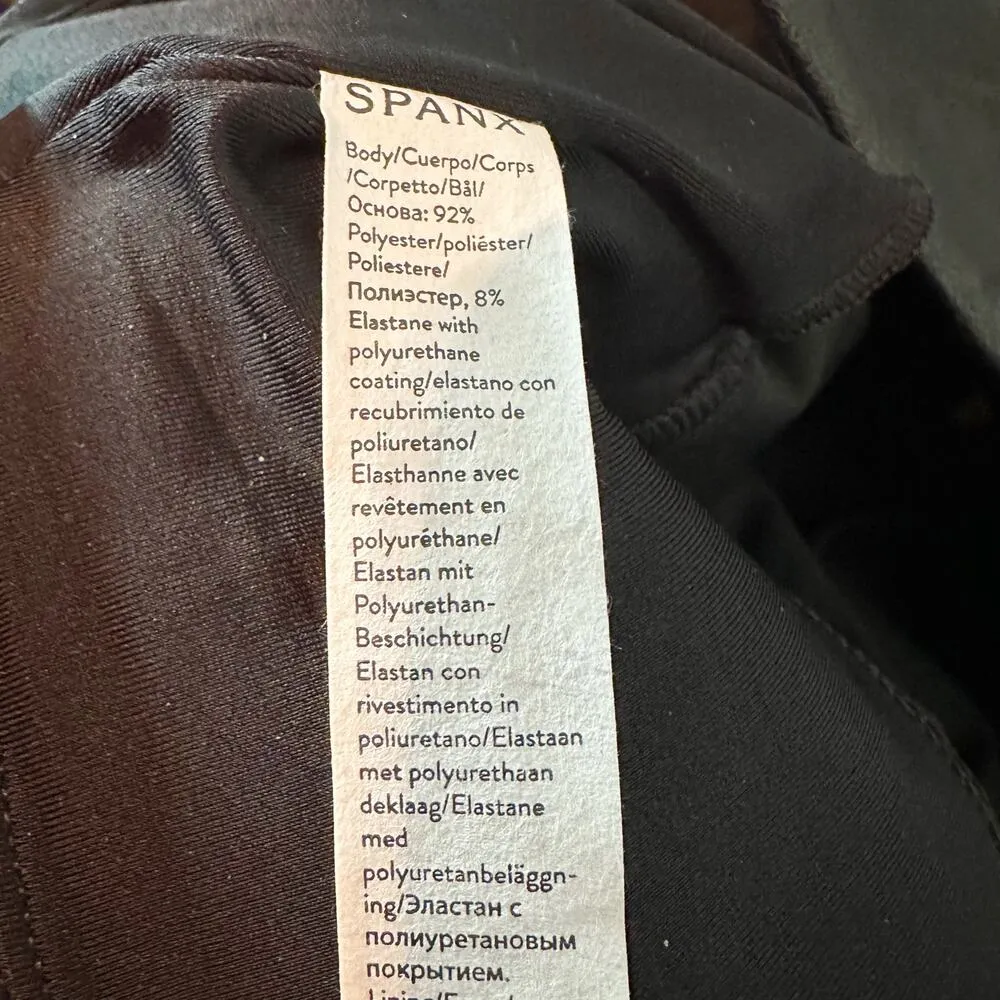 SPANX
Body/Cuerpo/Corps
/Corpetto/Bål/
Основа: 92%
Polyester/poliéster/
Poliestere/
Полиэстер, 8%
Elastane with
polyurethane
coating/elastano con
recubrimiento de
poliuretano/
Elasthanne avec
revêtement en
polyuréthane/
Elastan mit
Polyurethan-
Beschichtung/
Elastan con
rivestimento in
poliuretano/Elastaan
met polyurethaan
deklaag/Elastane
med
polyuretanbeläggn-
ing/Эластан с
полиуретановым
покрытием.